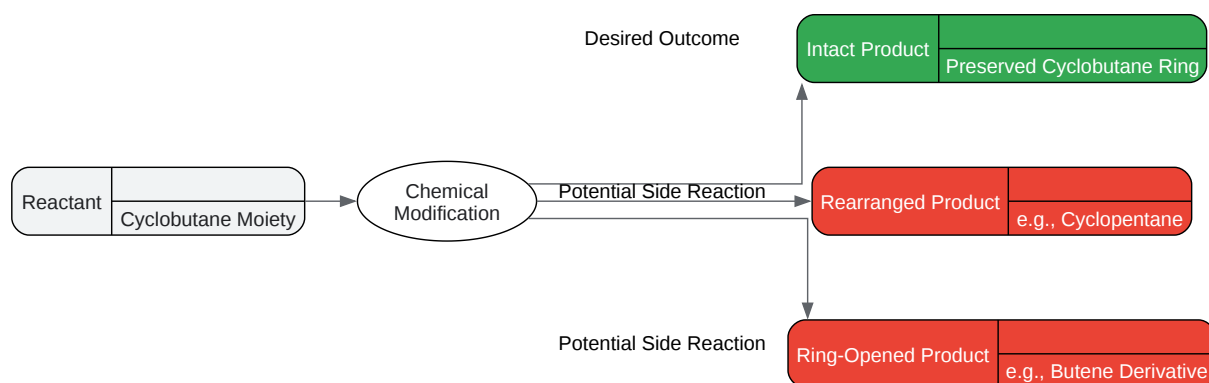 Desired Outcome
Intact Product
Preserved Cyclobutane Ring
Reactant
Cyclobutane Moiety
Chemical
Modification
Potential Side Reaction
Rearranged Product
e.g., Cyclopentane
Potential Side Reaction
Ring-Opened Product
e.g., Butene Derivative